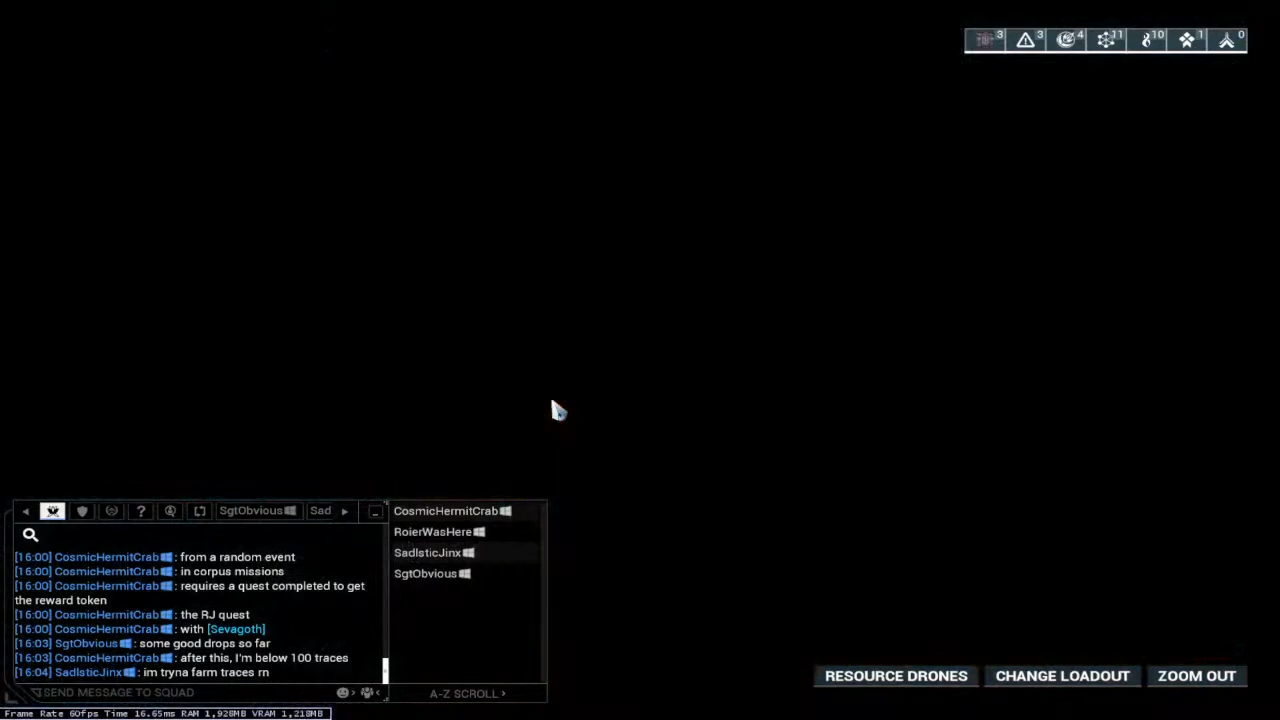 3 3 4 11 10 1 0
SgtObvious Sad
CosmicHermitCrab
RoierWasHere
SadIsticJinx
SgtObvious
[16:00] CosmicHermitCrab: from a random event
[16:00] CosmicHermitCrab: in corpus missions
[16:00] CosmicHermitCrab: requires a quest completed to get
the reward token
[16:00] CosmicHermitCrab: the RJ quest
[16:00] CosmicHermitCrab: with [Sevagoth]
[16:03] SgtObvious: some good drops so far
[16:03] CosmicHermitCrab: after this, I'm below 100 traces
[16:04] SadIsticJinx: im tryna farm traces rn
SEND MESSAGE TO SQUAD
A-Z SCROLL
RESOURCE DRONES CHANGE LOADOUT ZOOM OUT
Frame Rate 60fps Time 16.65ms RAM 1,928MB VRAM 1,218MB